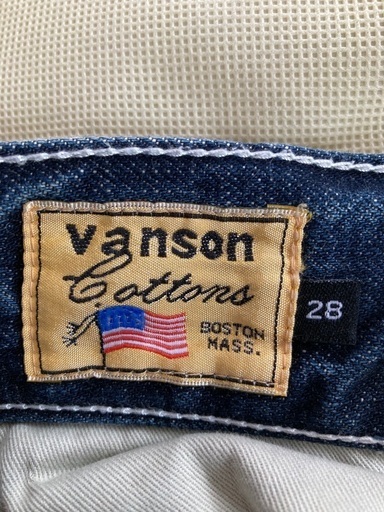 Vanson
Cottons
BOSTON
MASS.
28